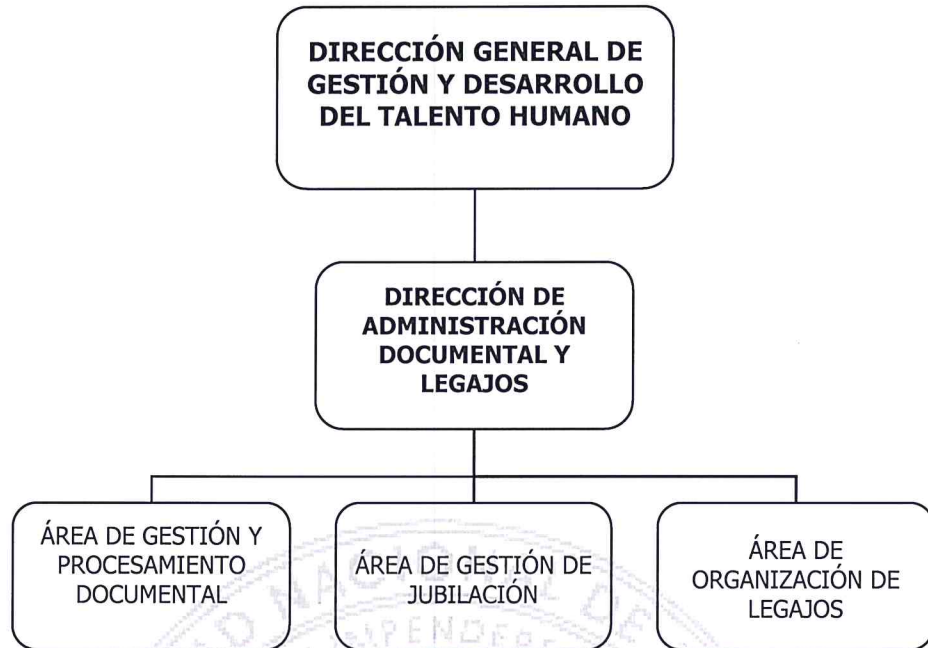 DIRECCIÓN GENERAL DE
GESTIÓN Y DESARROLLO
DEL TALENTO HUMANO
DIRECCIÓN DE
ADMINISTRACIÓN
DOCUMENTAL Y
LEGAJOS
ÁREA DE GESTIÓN Y
PROCESAMIENTO
DOCUMENTAL
ÁREA DE GESTIÓN DE
JUBILACIÓN
ÁREA DE
ORGANIZACIÓN DE
LEGAJOS